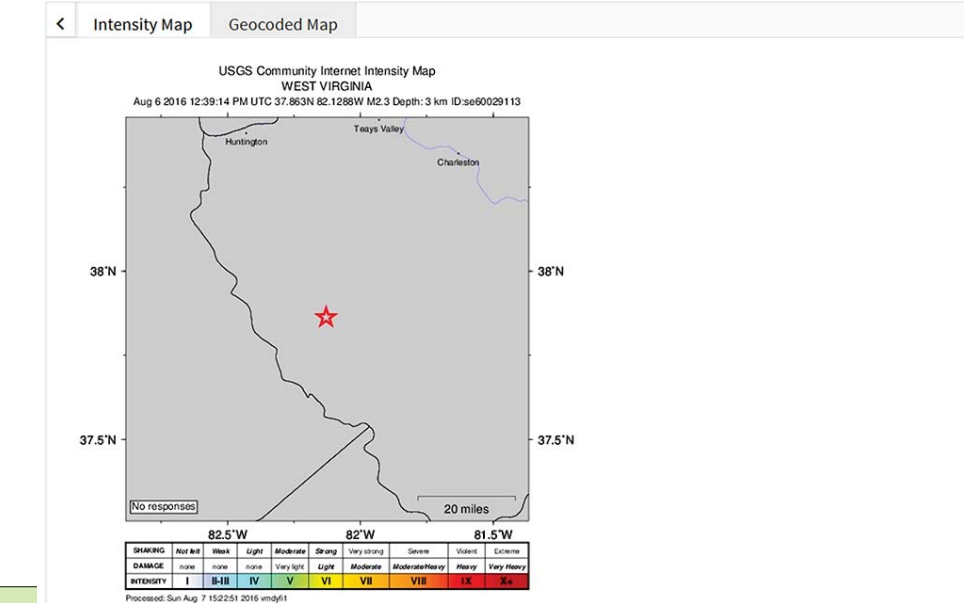 Intensity Map Geocoded Map
USGS Community Internet Intensity Map
WEST VIRGINIA
Aug 6 2016 12:39:14 PM UTC 37.863N 82.1288W M2.3 Depth: 3 km ID:se60029113
Teays Valley
Huntington
Charleston
38°N 38°N
37.5°N 37.5°N
No responses
20 miles
82.5°W 82°W 81.5°W
SHAKING Not felt Weak Light Moderate Strong Very strong Severe Violent Extreme
DAMAGE none none none Very light Light Moderate Moderate/Heavy Heavy Very Heavy
INTENSITY I II-III IV V VI VII VIII IX X+
Processed: Sun Aug 7 15:22:51 2016 vmdyfi1